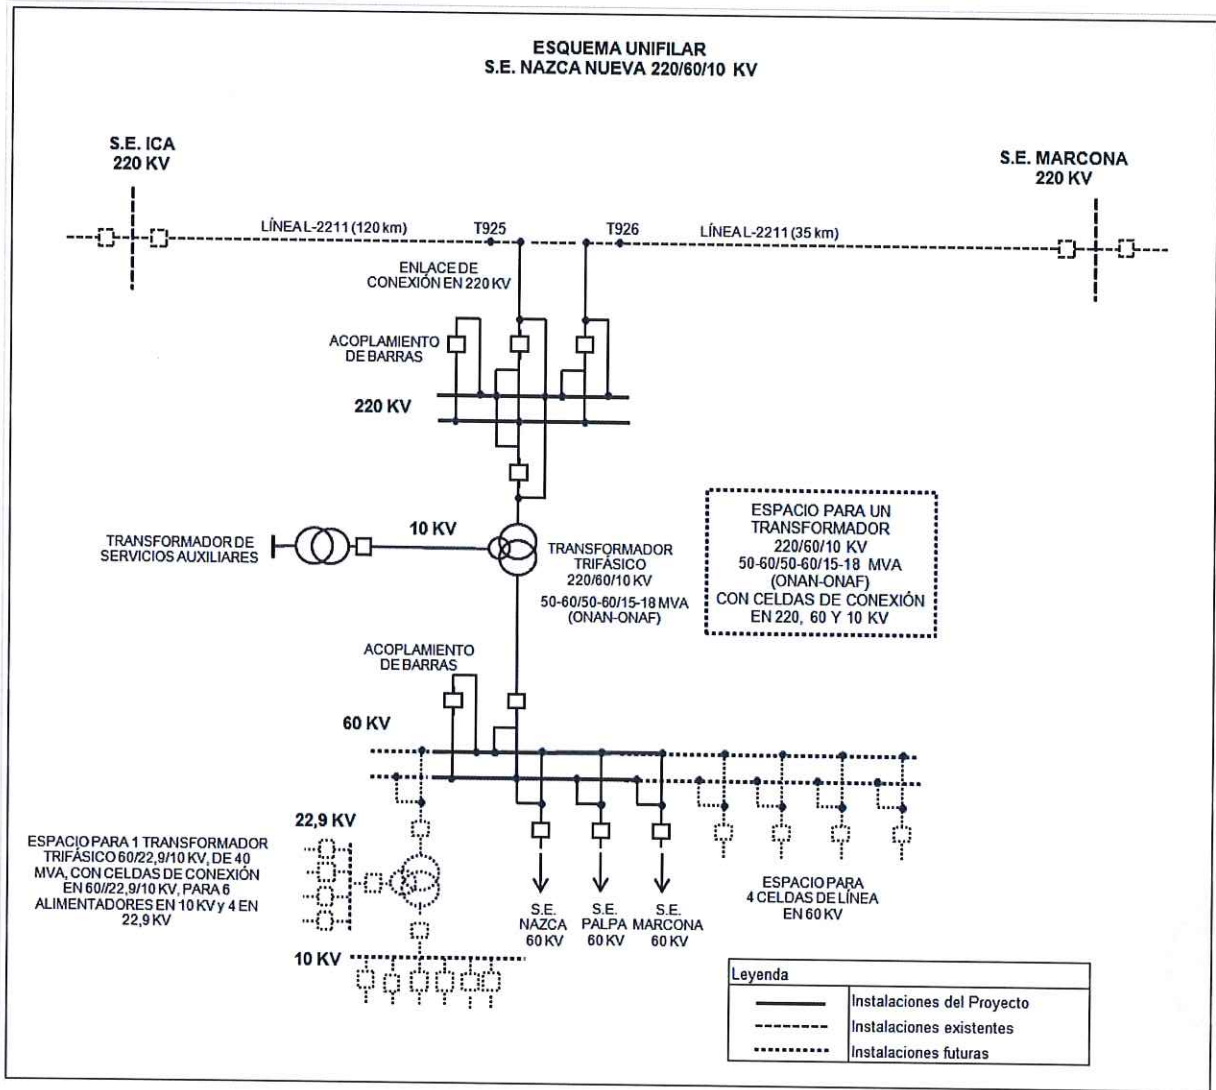 ESQUEMA UNIFILAR
S.E. NAZCA NUEVA 220/60/10 KV
S.E. ICA
220 KV
S.E. MARCONA
220 KV
LÍNEA L-2211 (120 km)
T925
T926
LÍNEA L-2211 (35 km)
ENLACE DE
CONEXIÓN EN 220 KV
ACOPLAMIENTO
DE BARRAS
220 KV
TRANSFORMADOR DE
SERVICIOS AUXILIARES
10 KV
TRANSFORMADOR
TRIFÁSICO
220/60/10 KV
50-60/50-60/15-18 MVA
(ONAN-ONAF)
ESPACIO PARA UN
TRANSFORMADOR
220/60/10 KV
50-60/50-60/15-18 MVA
(ONAN-ONAF)
CON CELDAS DE CONEXIÓN
EN 220, 60 Y 10 KV
ACOPLAMIENTO
DE BARRAS
60 KV
22,9 KV
ESPACIO PARA 1 TRANSFORMADOR
TRIFÁSICO 60/22,9/10 KV, DE 40
MVA, CON CELDAS DE CONEXIÓN
EN 60//22,9/10 KV, PARA 6
ALIMENTADORES EN 10 KV y 4 EN
22,9 KV
10 KV
S.E.
NAZCA
60 KV
S.E.
PALPA
60 KV
S.E.
MARCONA
60 KV
ESPACIO PARA
4 CELDAS DE LÍNEA
EN 60 KV
Leyenda
Instalaciones del Proyecto
Instalaciones existentes
Instalaciones futuras